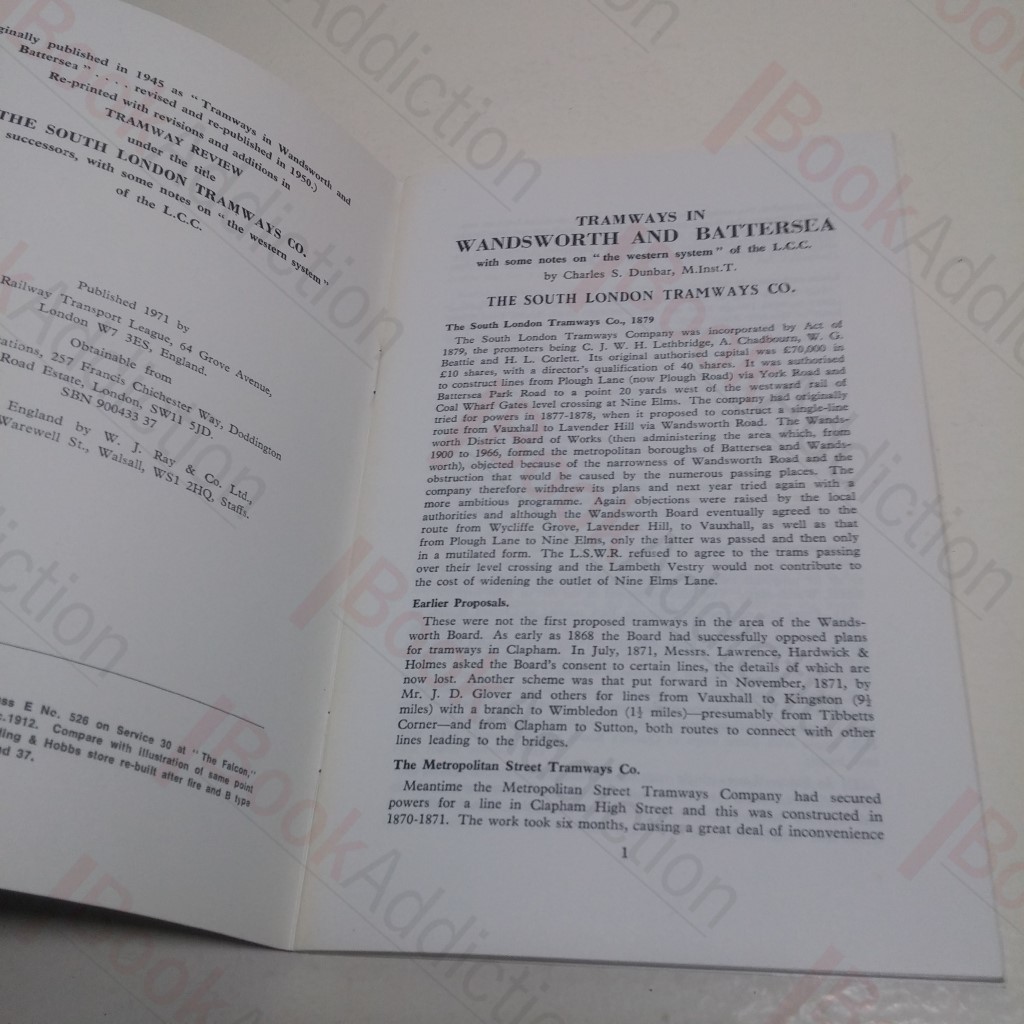 ginally published in 1945 as "Tramways in Wandsworth and
Battersea" . . . . revised and re-published in 1950.)
Re-printed with revisions and additions in
TRAMWAY REVIEW
under the title
THE SOUTH LONDON TRAMWAYS CO.
successors, with some notes on "the western system"
of the L.C.C.
Published 1971 by
Railway Transport League, 64 Grove Avenue,
London W7 3ES, England.
Obtainable from
cations, 257 Francis Chichester Way, Doddington
Road Estate, London, SW11 5JD.
SBN 900433 37
England by W. J. Ray & Co. Ltd.,
Warewell St., Walsall, WS1 2HQ, Staffs.
ss E No. 526 on Service 30 at "The Falcon,"
c.1912. Compare with illustration of same point
ding & Hobbs store re-built after fire and B type
d 37.
TRAMWAYS IN
WANDSWORTH AND BATTERSEA
with some notes on "the western system" of the L.C.C.
by Charles S. Dunbar, M.Inst.T.
THE SOUTH LONDON TRAMWAYS CO.
The South London Tramways Co., 1879
The South London Tramways Company was incorporated by Act of
1879, the promoters being C. J. W. H. Lethbridge, A. Chadbourn, W. G.
Beattie and H. L. Corlett. Its original authorised capital was £70,000 in
£10 shares, with a director's qualification of 40 shares. It was authorised
to construct lines from Plough Lane (now Plough Road) via York Road and
Battersea Park Road to a point 20 yards west of the westward rail of
Coal Wharf Gates level crossing at Nine Elms. The company had originally
tried for powers in 1877-1878, when it proposed to construct a single-line
route from Vauxhall to Lavender Hill via Wandsworth Road. The Wands-
worth District Board of Works (then administering the area which, from
1900 to 1966, formed the metropolitan boroughs of Battersea and Wands-
worth), objected because of the narrowness of Wandsworth Road and the
obstruction that would be caused by the numerous passing places. The
company therefore withdrew its plans and next year tried again with a
more ambitious programme. Again objections were raised by the local
authorities and although the Wandsworth Board eventually agreed to the
route from Wycliffe Grove, Lavender Hill, to Vauxhall, as well as that
from Plough Lane to Nine Elms, only the latter was passed and then only
in a mutilated form. The L.S.W.R. refused to agree to the trams passing
over their level crossing and the Lambeth Vestry would not contribute to
the cost of widening the outlet of Nine Elms Lane.
Earlier Proposals.
These were not the first proposed tramways in the area of the Wands-
worth Board. As early as 1868 the Board had successfully opposed plans
for tramways in Clapham. In July, 1871, Messrs. Lawrence, Hardwick &
Holmes asked the Board's consent to certain lines, the details of which are
now lost. Another scheme was that put forward in November, 1871, by
Mr. J. D. Glover and others for lines from Vauxhall to Kingston (9½
miles) with a branch to Wimbledon (1½ miles)—presumably from Tibbetts
Corner—and from Clapham to Sutton, both routes to connect with other
lines leading to the bridges.
The Metropolitan Street Tramways Co.
Meantime the Metropolitan Street Tramways Company had secured
powers for a line in Clapham High Street and this was constructed in
1870-1871. The work took six months, causing a great deal of inconvenience
1
BookAddiction